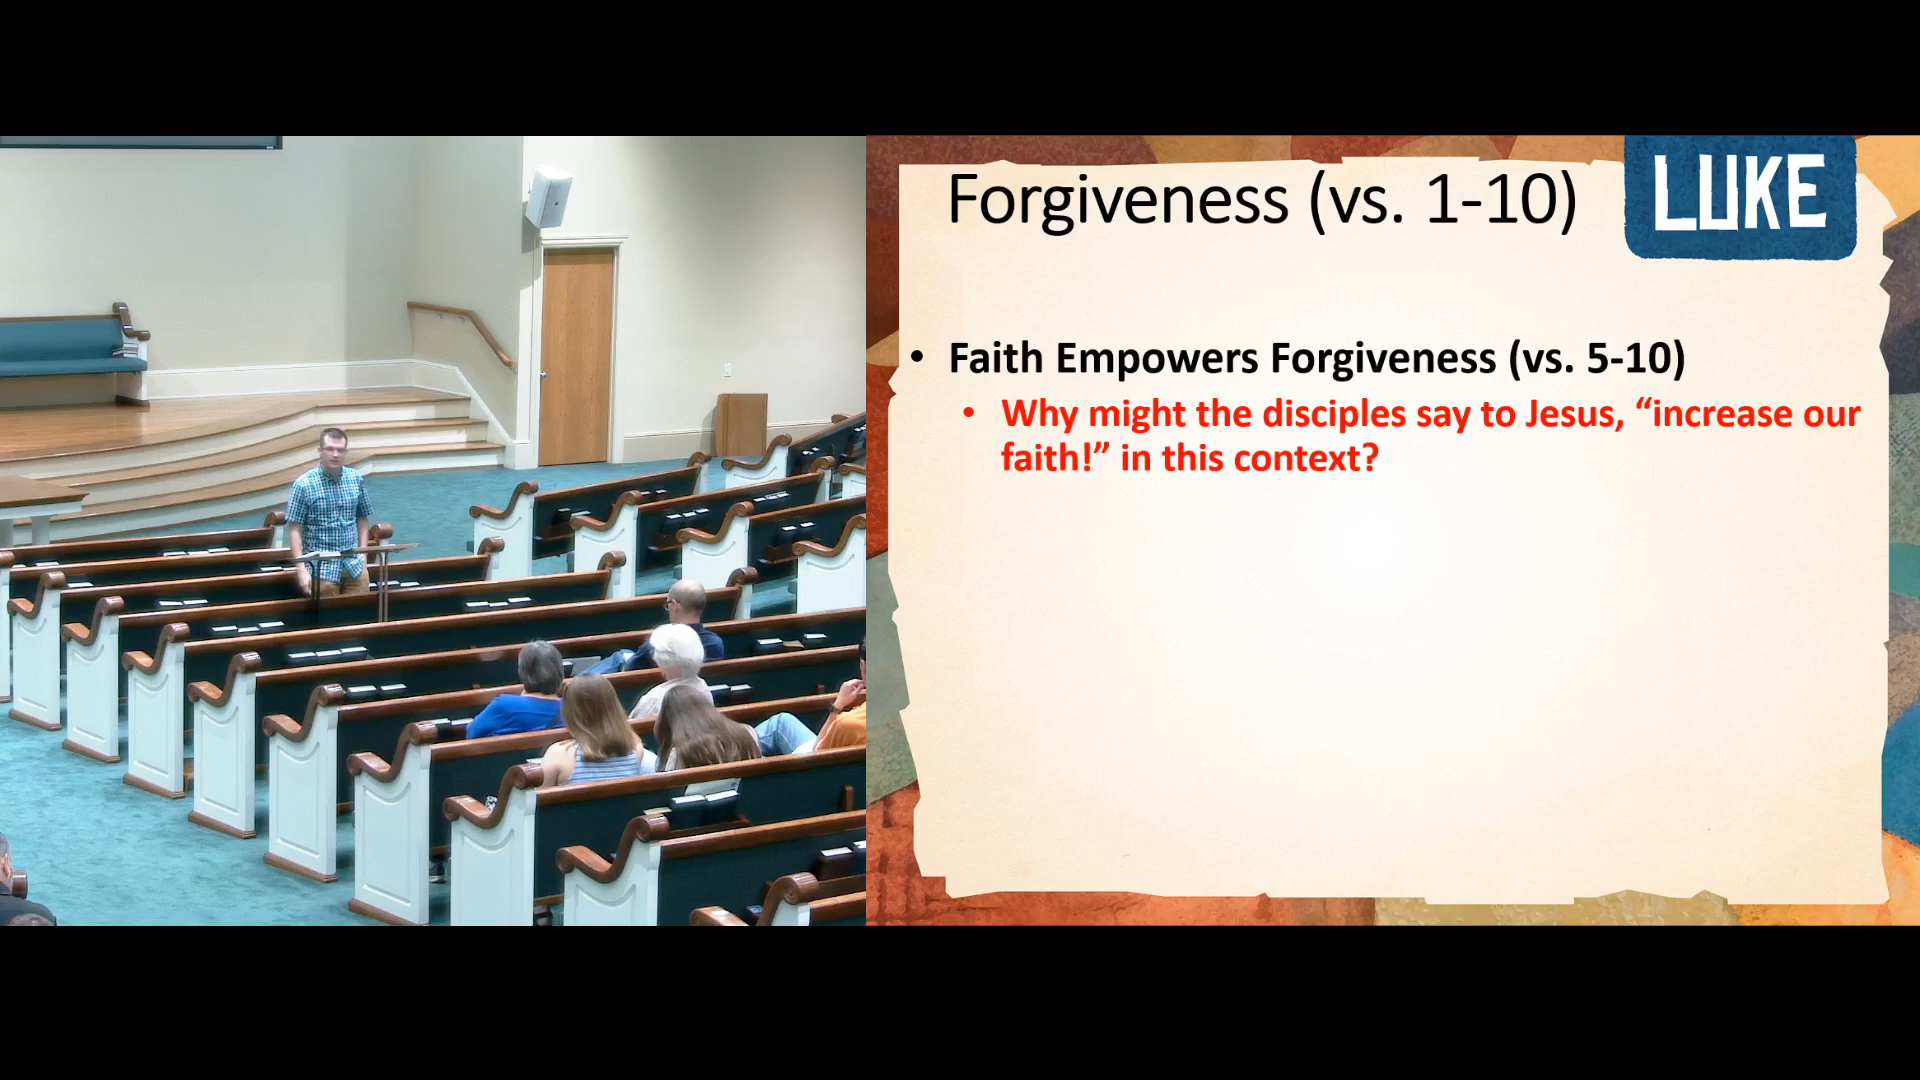 Forgiveness (vs. 1-10)
LUKE
• Faith Empowers Forgiveness (vs. 5-10)
• Why might the disciples say to Jesus, “increase our
faith!” in this context?